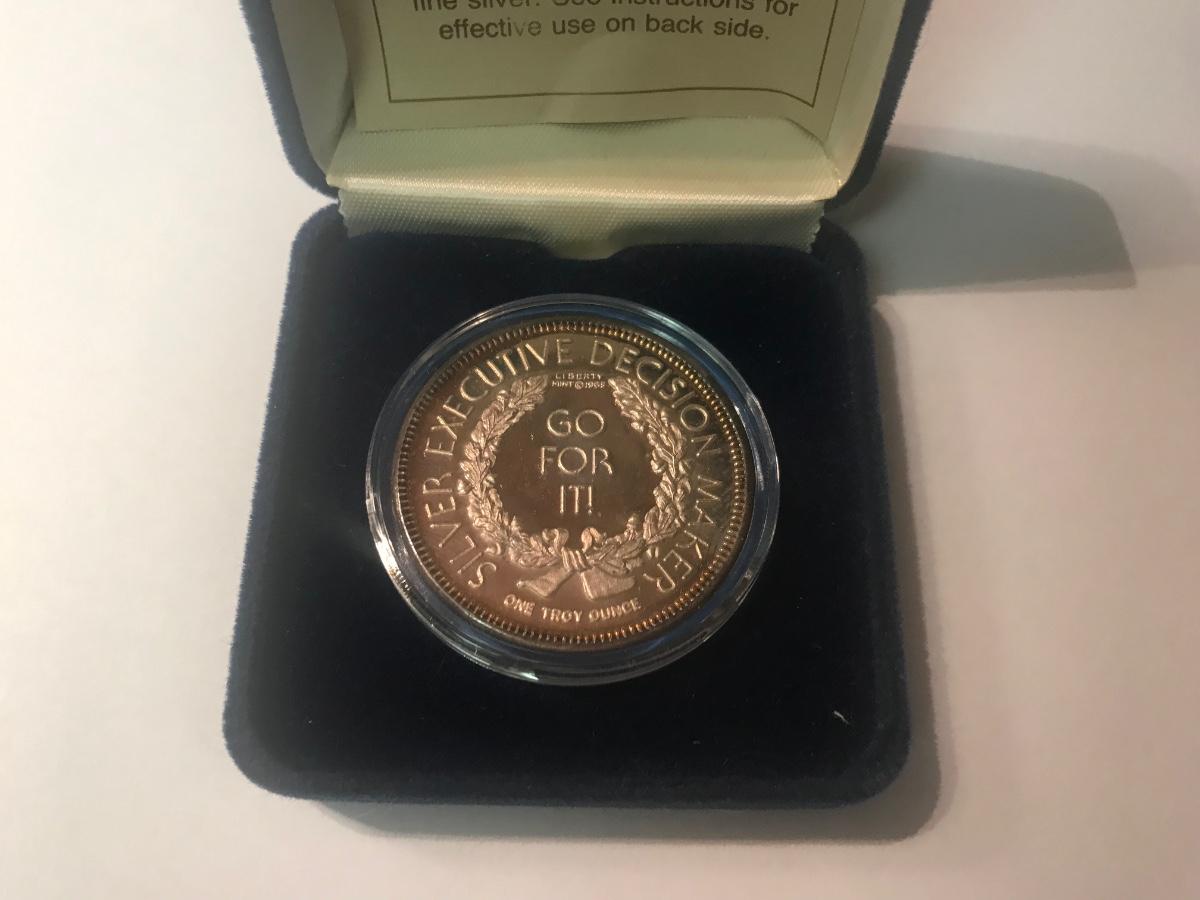 fine silver. See instructions for
effective use on back side.
SILVER EXECUTIVE DECISION MAKER
LIBERTY
MINT © 1985
GO
FOR
IT!
ONE TROY OUNCE